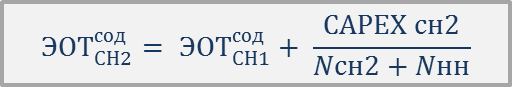 ЭОТ^сод_СН2 = ЭОТ^сод_СН1 + CAPEX сн2 / (Nсн2 + Nнн)